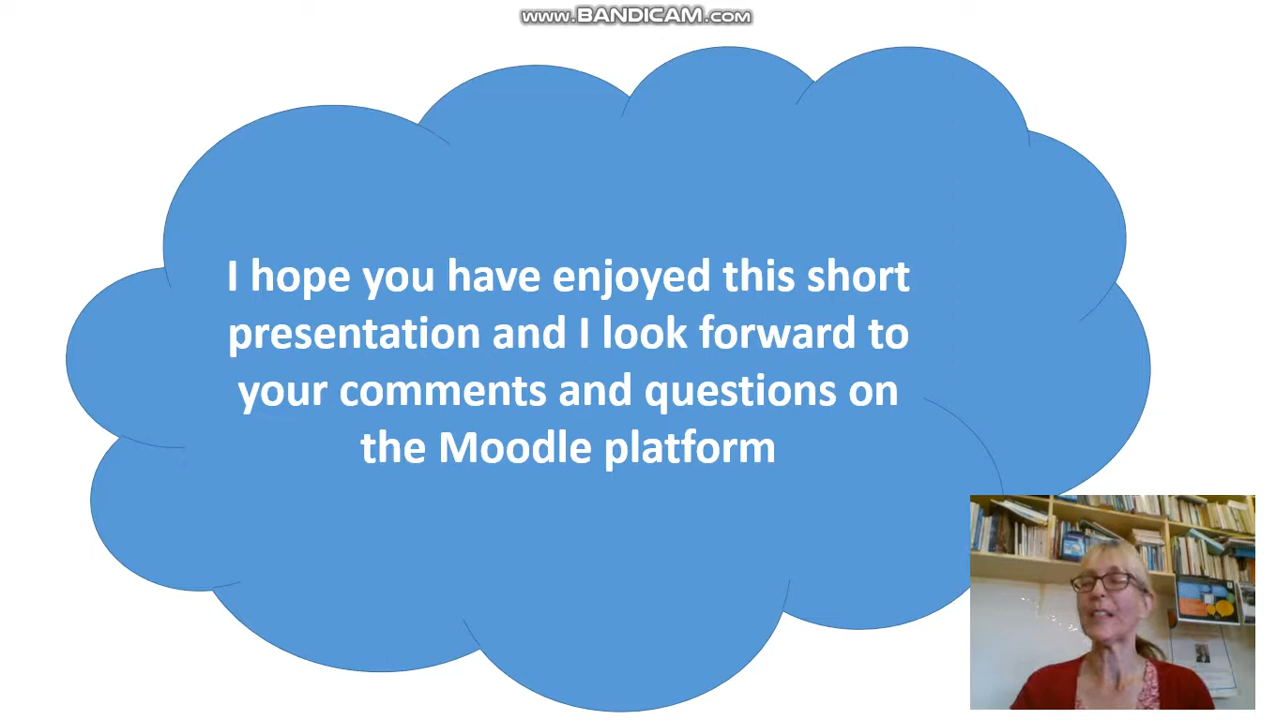 www.BANDICAM.com
I hope you have enjoyed this short
presentation and I look forward to
your comments and questions on
the Moodle platform